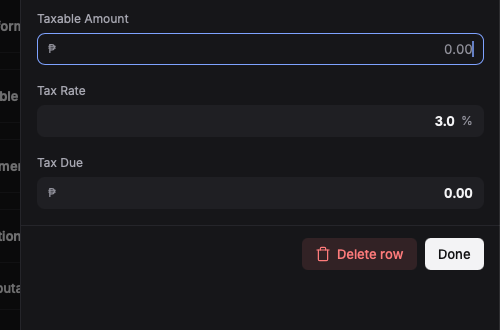 Taxable Amount
₱ 0.00
Tax Rate
3.0 %
Tax Due
₱ 0.00
Delete row Done